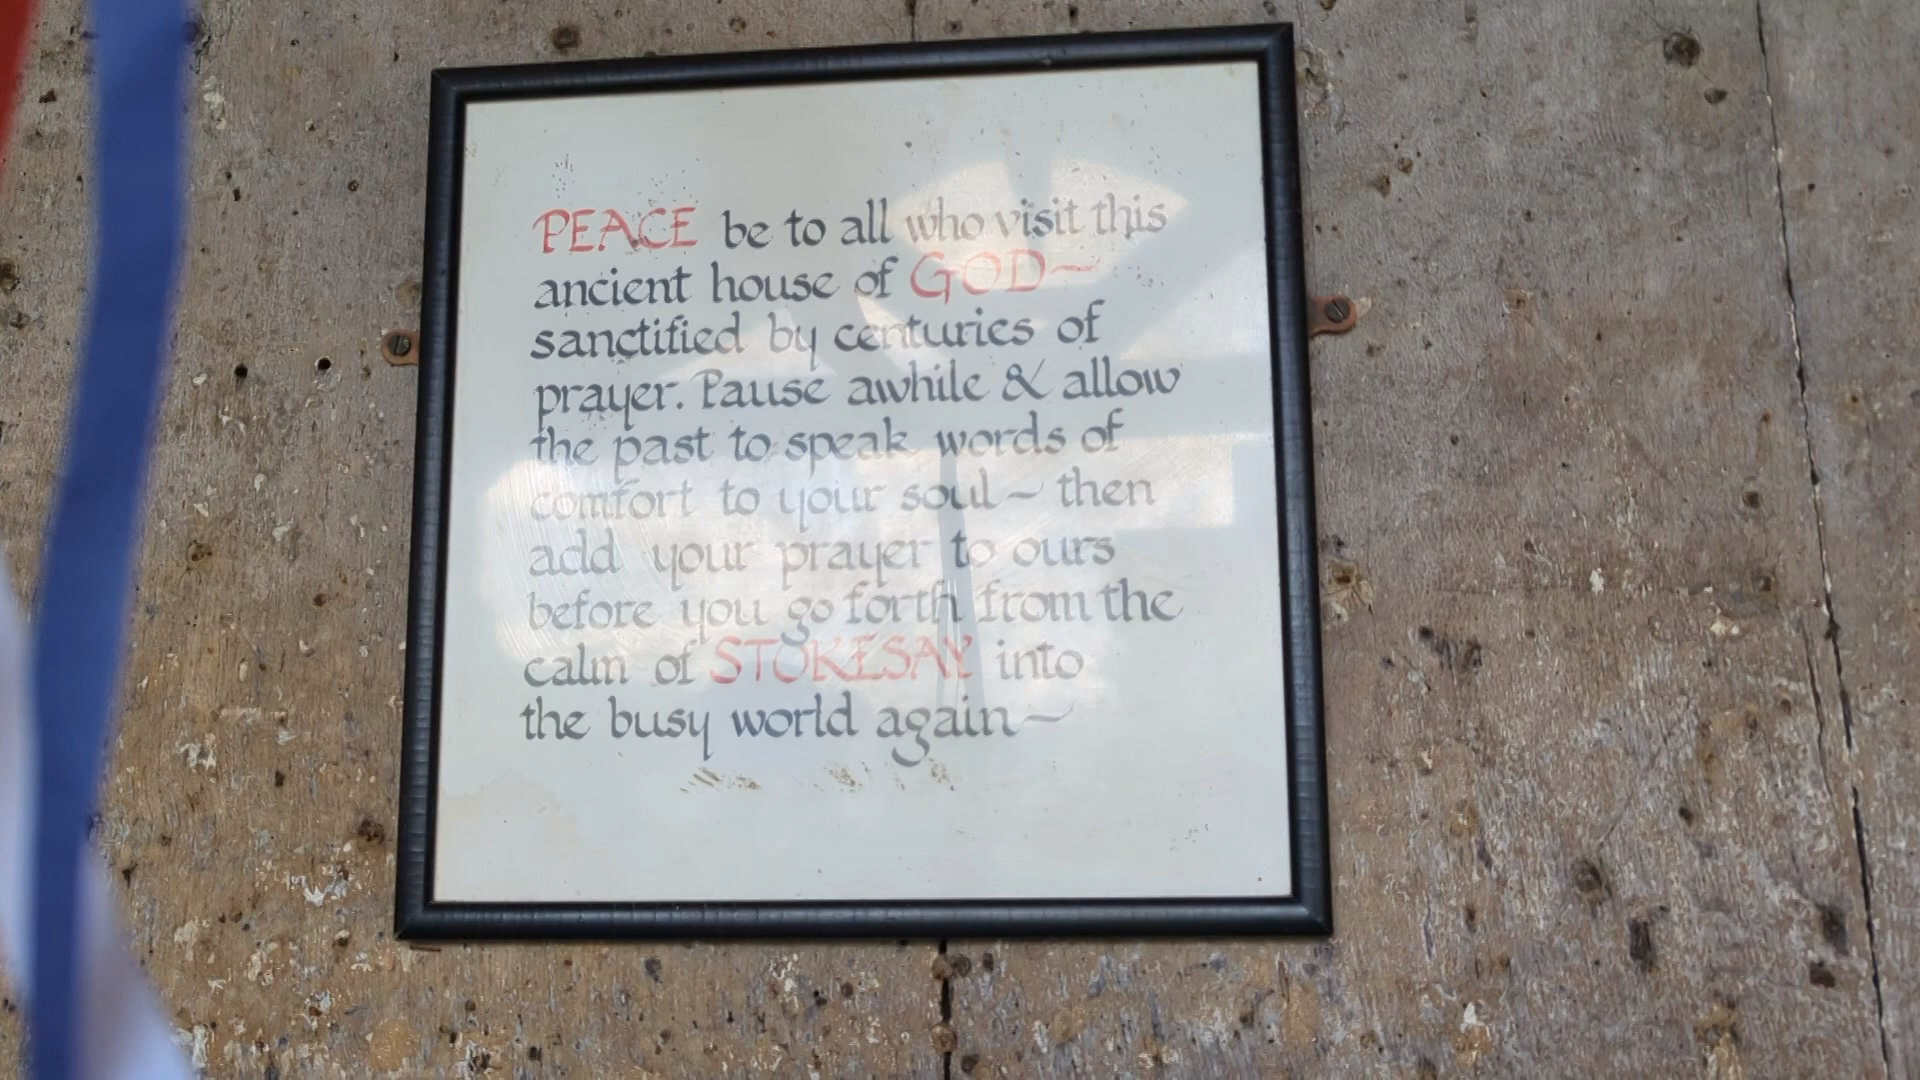 PEACE be to all who visit this
ancient house of GOD~
sanctified by centuries of
prayer. Pause awhile & allow
the past to speak words of
comfort to your soul ~ then
add your prayer to ours
before you go forth from the
calm of STOKESAY into
the busy world again~